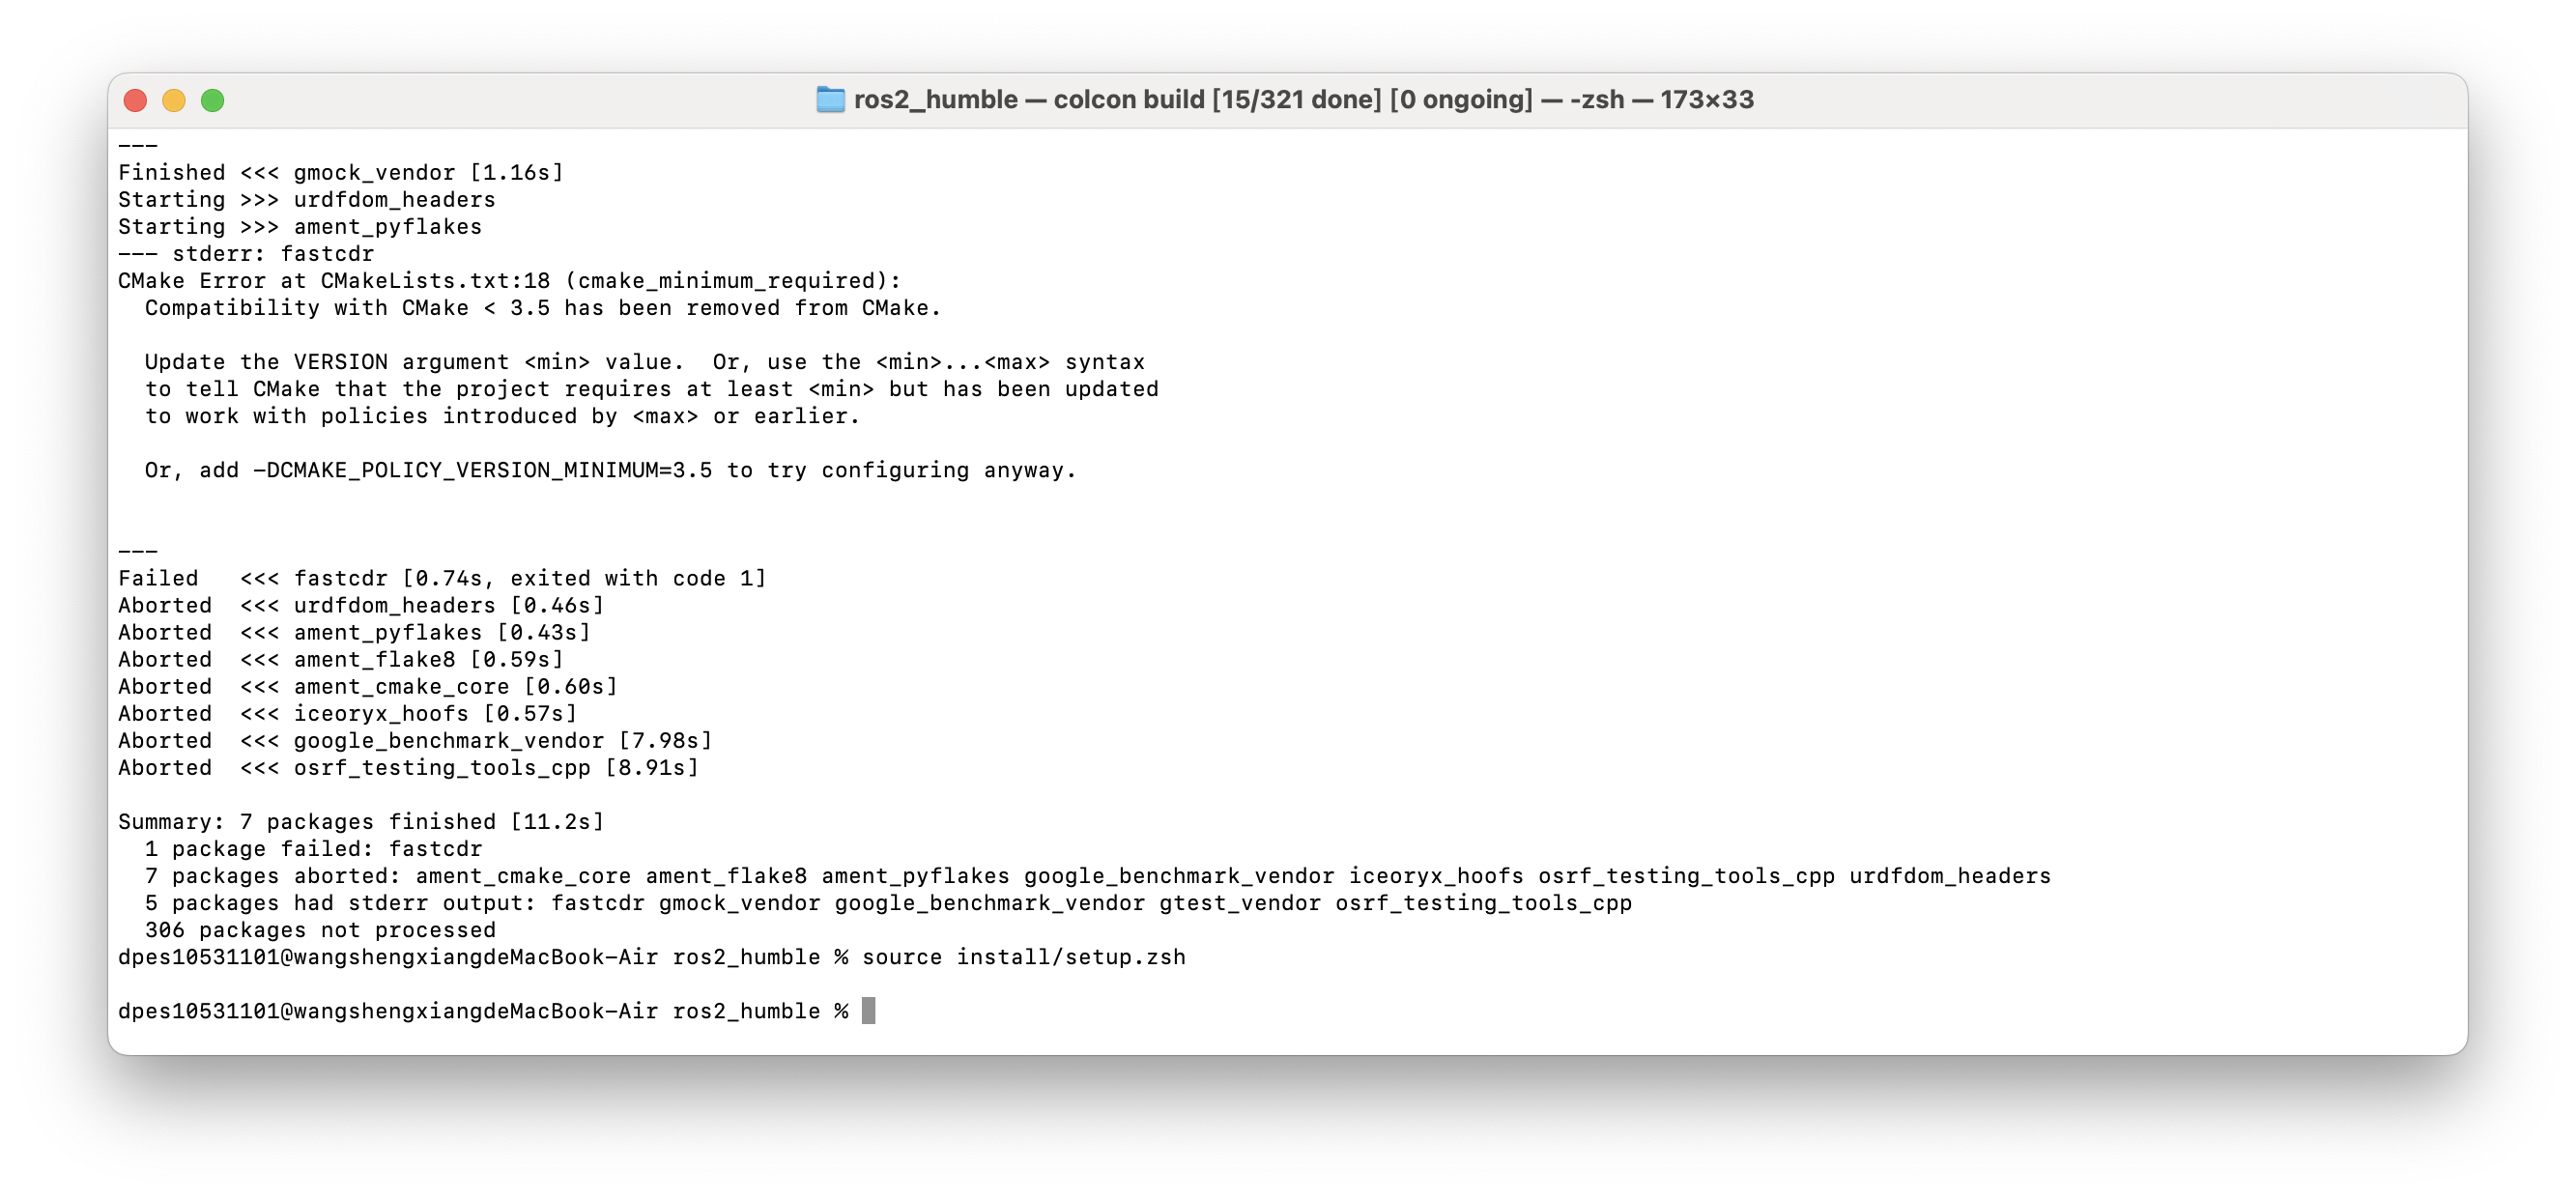 ros2_humble — colcon build [15/321 done] [0 ongoing] — -zsh — 173×33
---
Finished <<< gmock_vendor [1.16s]
Starting >>> urdfdom_headers
Starting >>> ament_pyflakes
--- stderr: fastcdr
CMake Error at CMakeLists.txt:18 (cmake_minimum_required):
  Compatibility with CMake < 3.5 has been removed from CMake.

  Update the VERSION argument <min> value.  Or, use the <min>...<max> syntax
  to tell CMake that the project requires at least <min> but has been updated
  to work with policies introduced by <max> or earlier.

  Or, add -DCMAKE_POLICY_VERSION_MINIMUM=3.5 to try configuring anyway.

---
Failed   <<< fastcdr [0.74s, exited with code 1]
Aborted  <<< urdfdom_headers [0.46s]
Aborted  <<< ament_pyflakes [0.43s]
Aborted  <<< ament_flake8 [0.59s]
Aborted  <<< ament_cmake_core [0.60s]
Aborted  <<< iceoryx_hoofs [0.57s]
Aborted  <<< google_benchmark_vendor [7.98s]
Aborted  <<< osrf_testing_tools_cpp [8.91s]

Summary: 7 packages finished [11.2s]
  1 package failed: fastcdr
  7 packages aborted: ament_cmake_core ament_flake8 ament_pyflakes google_benchmark_vendor iceoryx_hoofs osrf_testing_tools_cpp urdfdom_headers
  5 packages had stderr output: fastcdr gmock_vendor google_benchmark_vendor gtest_vendor osrf_testing_tools_cpp
  306 packages not processed
dpes10531101@wangshengxiangdeMacBook-Air ros2_humble % source install/setup.zsh

dpes10531101@wangshengxiangdeMacBook-Air ros2_humble %